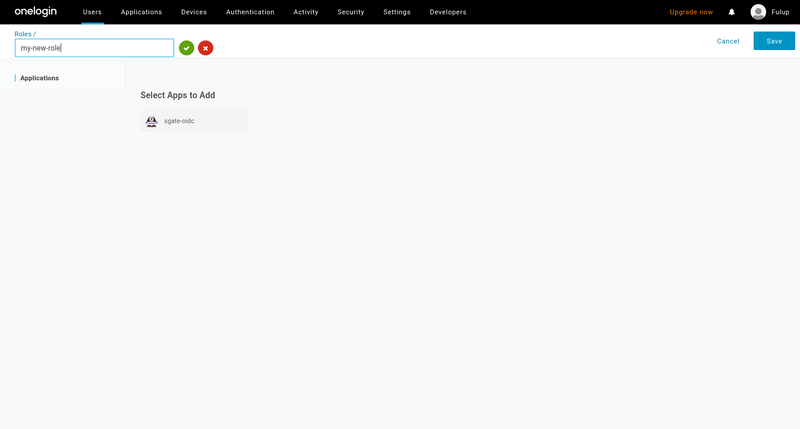 onelogin Users Applications Devices Authentication Activity Security Settings Developers Upgrade now Fulup
Roles /
my-new-role
Cancel Save
Applications
Select Apps to Add
sgate-oidc